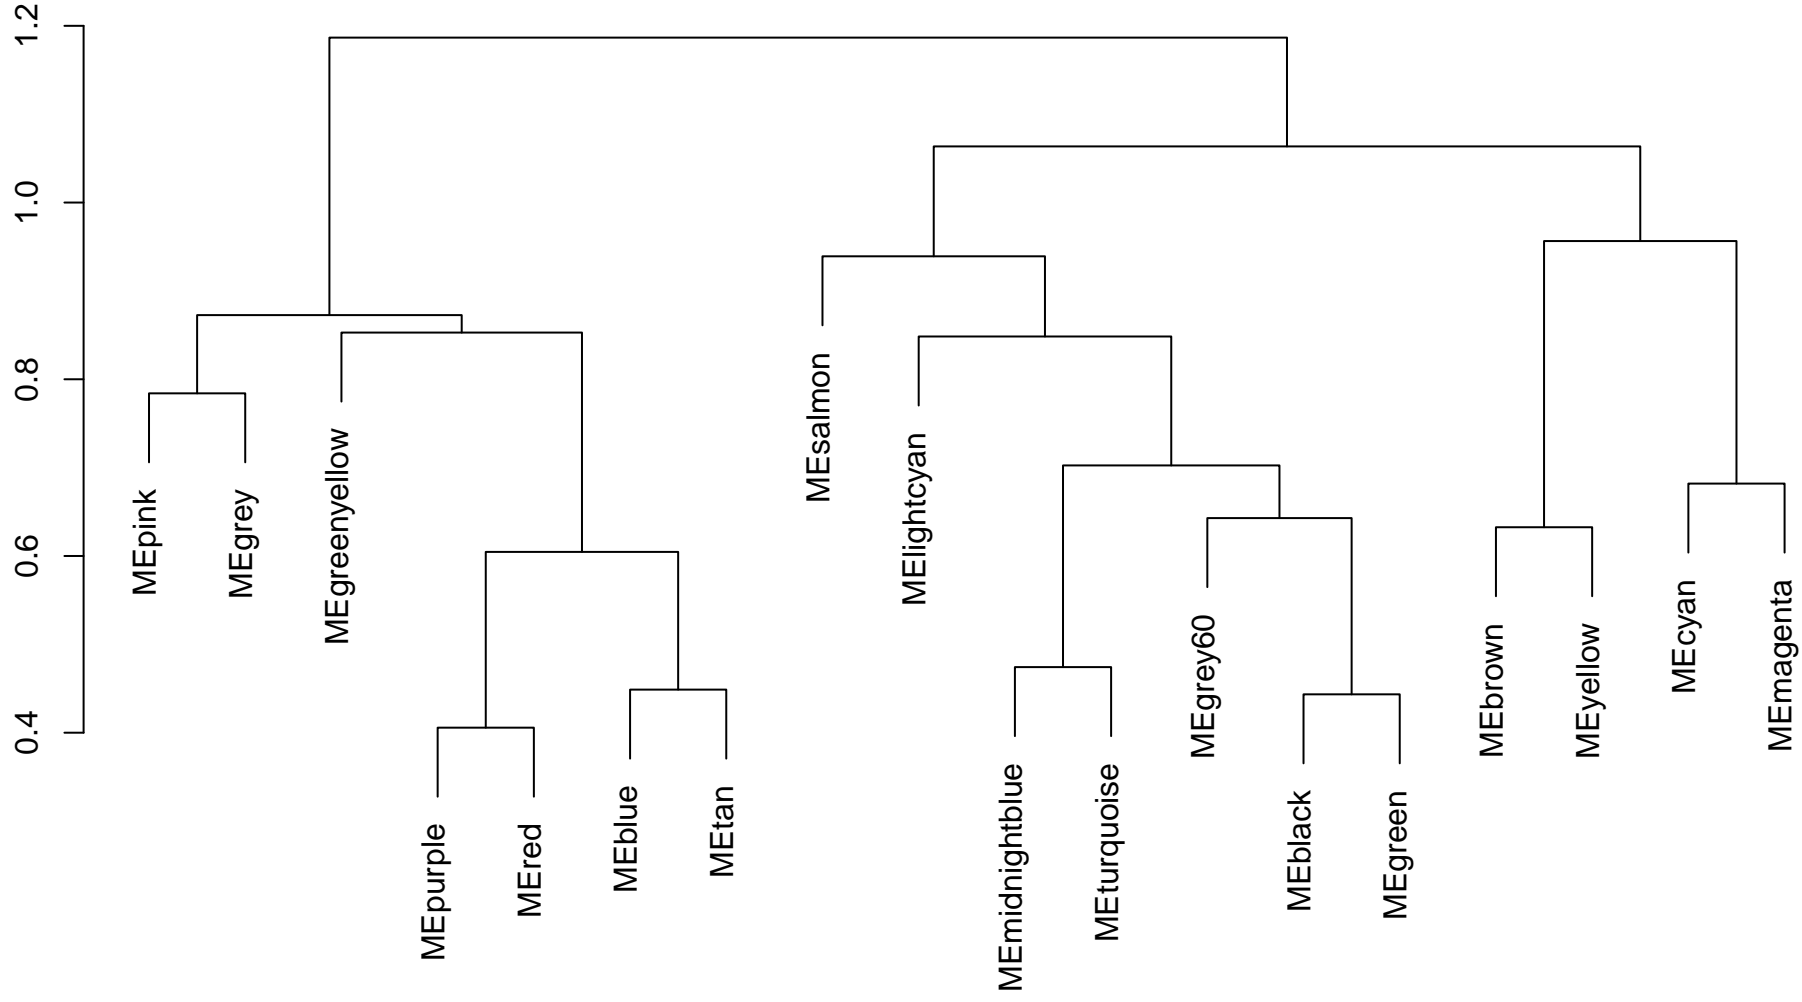 1.2
1.0
0.8
0.6
0.4
MEpink
MEgrey
MEgreenyellow
MEpurple
MEred
MEblue
MEtan
MEsalmon
MElightcyan
MEmidnightblue
MEturquoise
MEgrey60
MEblack
MEgreen
MEbrown
MEyellow
MEcyan
MEmagenta